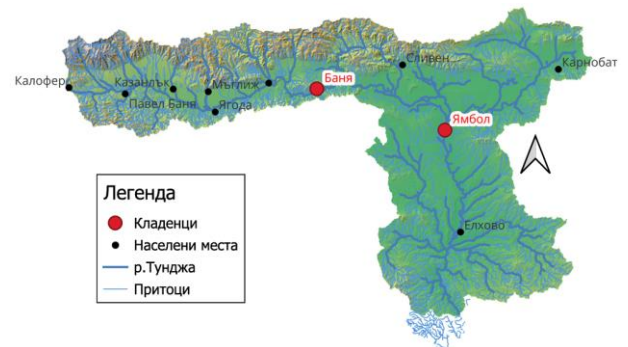 Сливен
Карнобат
Калофер
Казанлък
Мъглиж
Баня
Павел Баня
Ягода
Ямбол
Легенда
Кладенци
Населени места
р.Тунджа
Притоци
Елхово